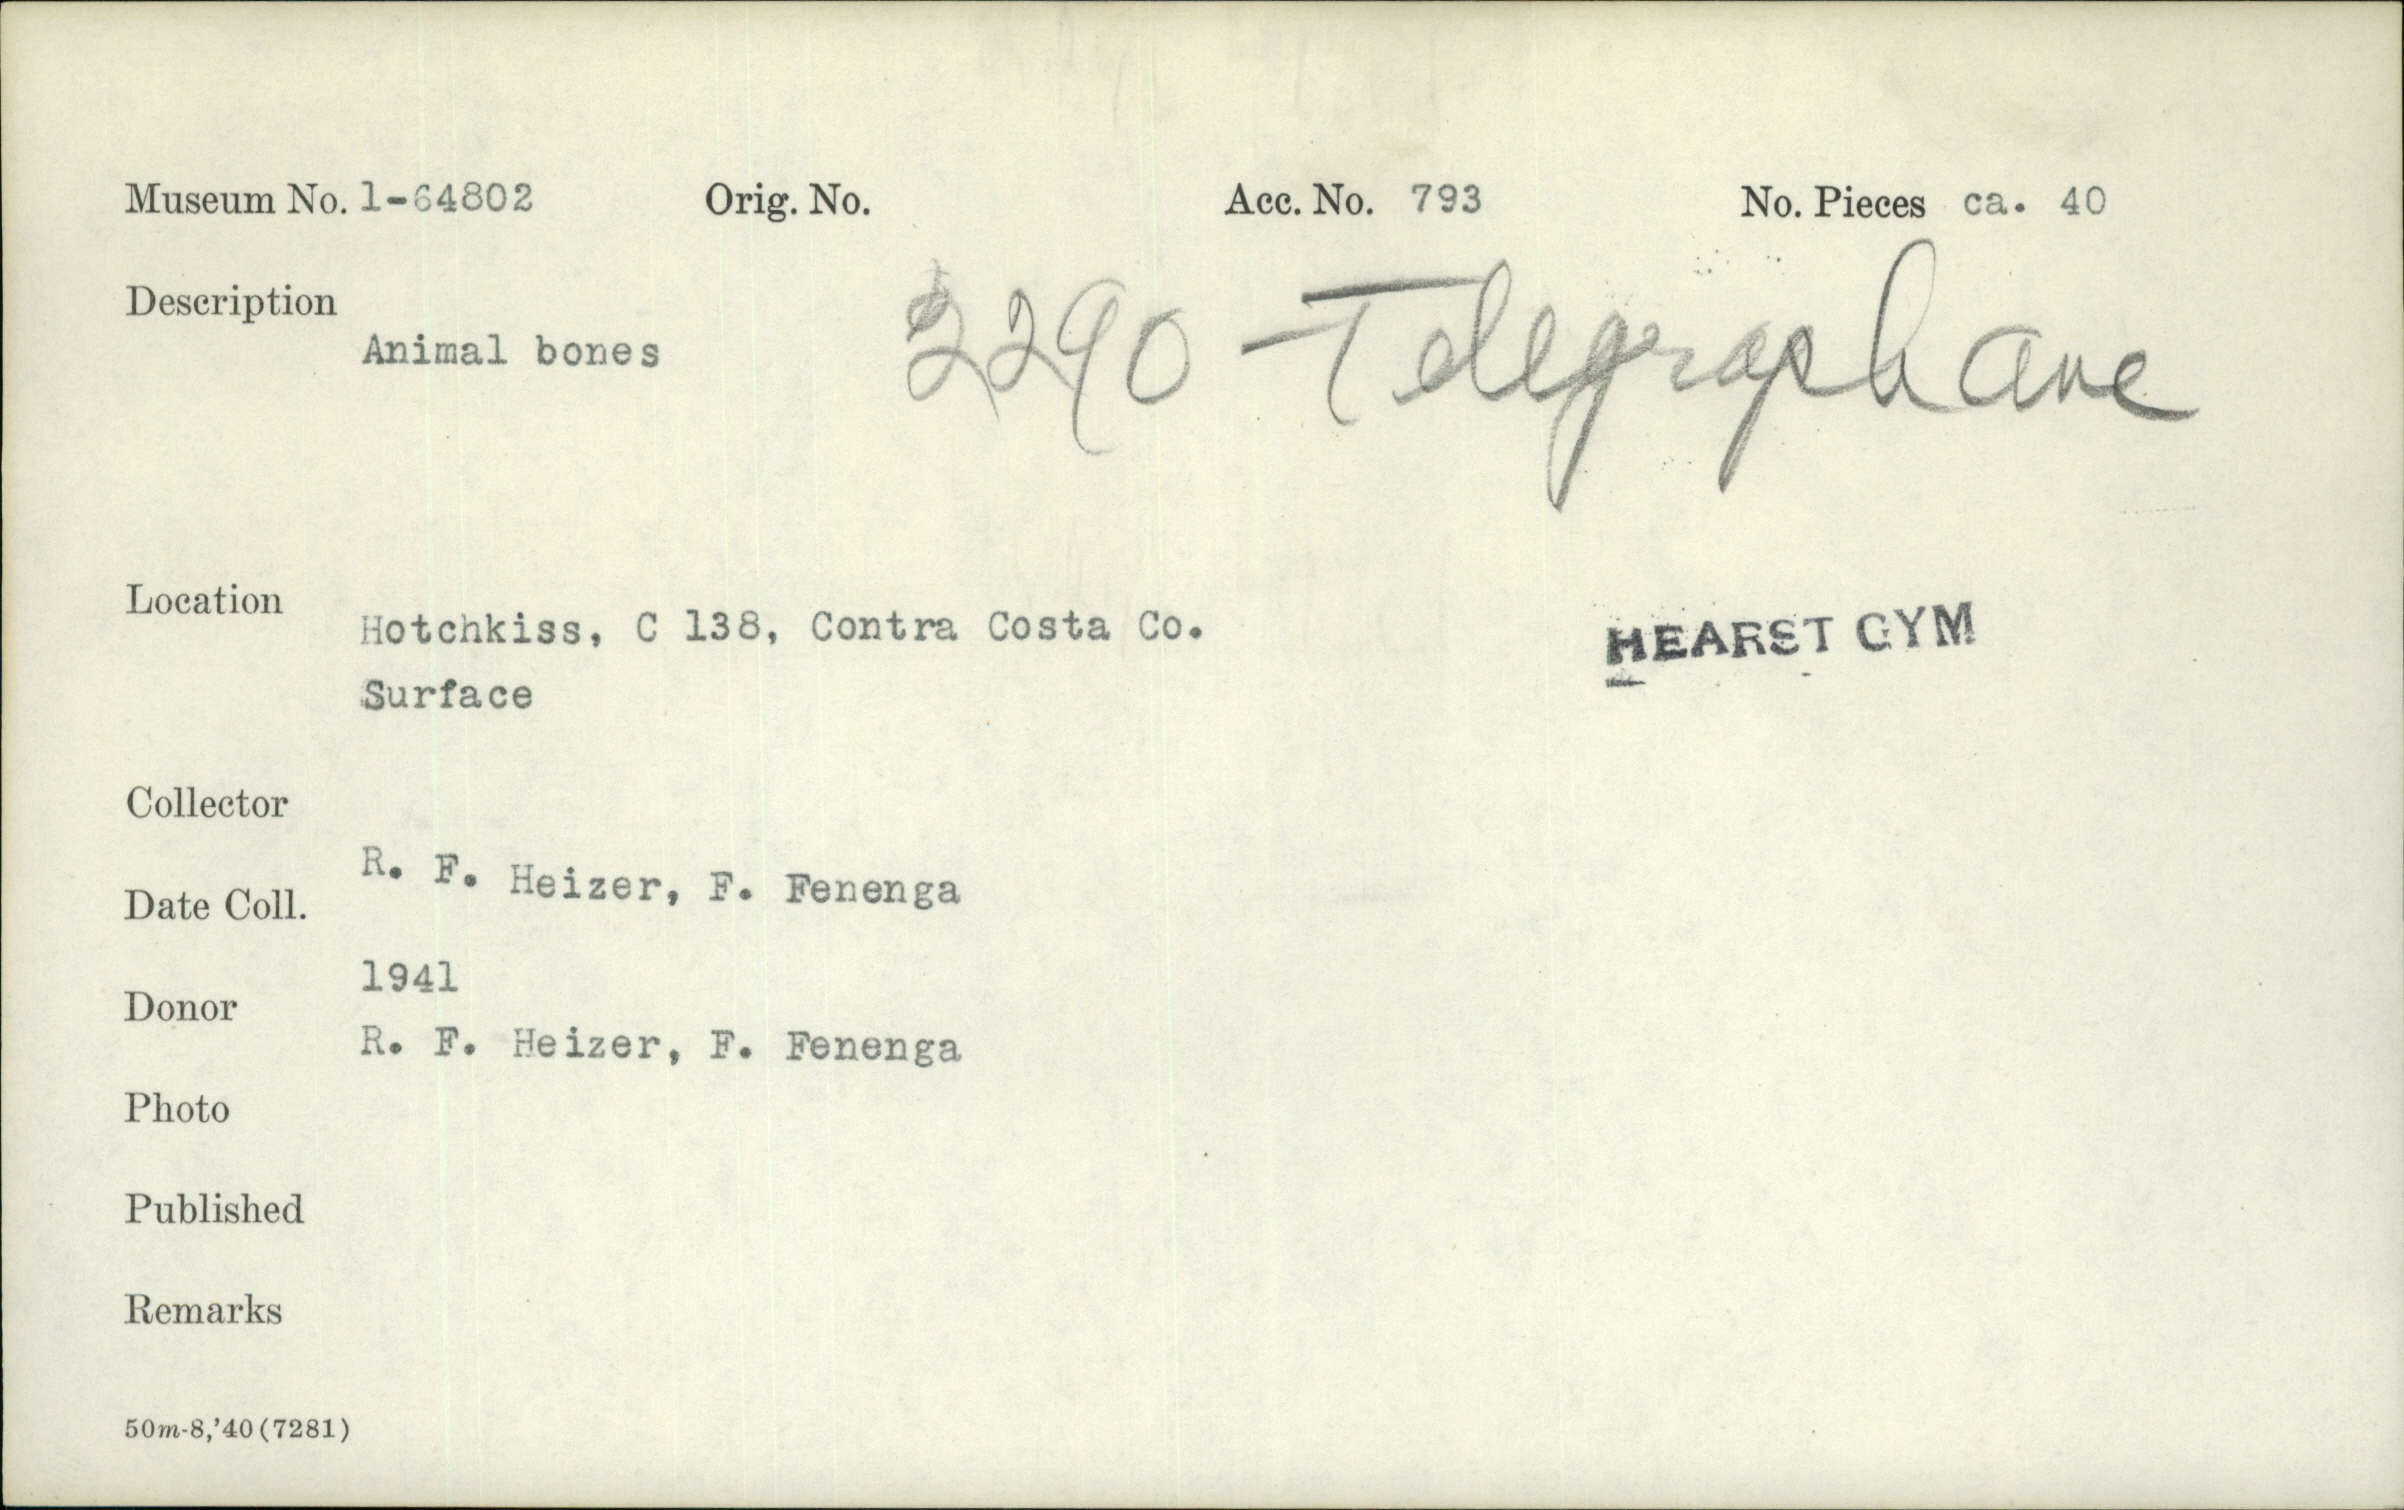 Museum No. 1-64802 Orig. No. Acc. No. 793 No. Pieces ca. 40
Description
Animal bones
2290 - Telegraph ave
Location
Hotchkiss, C 138, Contra Costa Co.
HEARST GYM
Surface
Collector
R. F. Heizer, F. Fenenga
Date Coll.
1941
Donor
R. F. Heizer, F. Fenenga
Photo
Published
Remarks
50m-8,'40(7281)